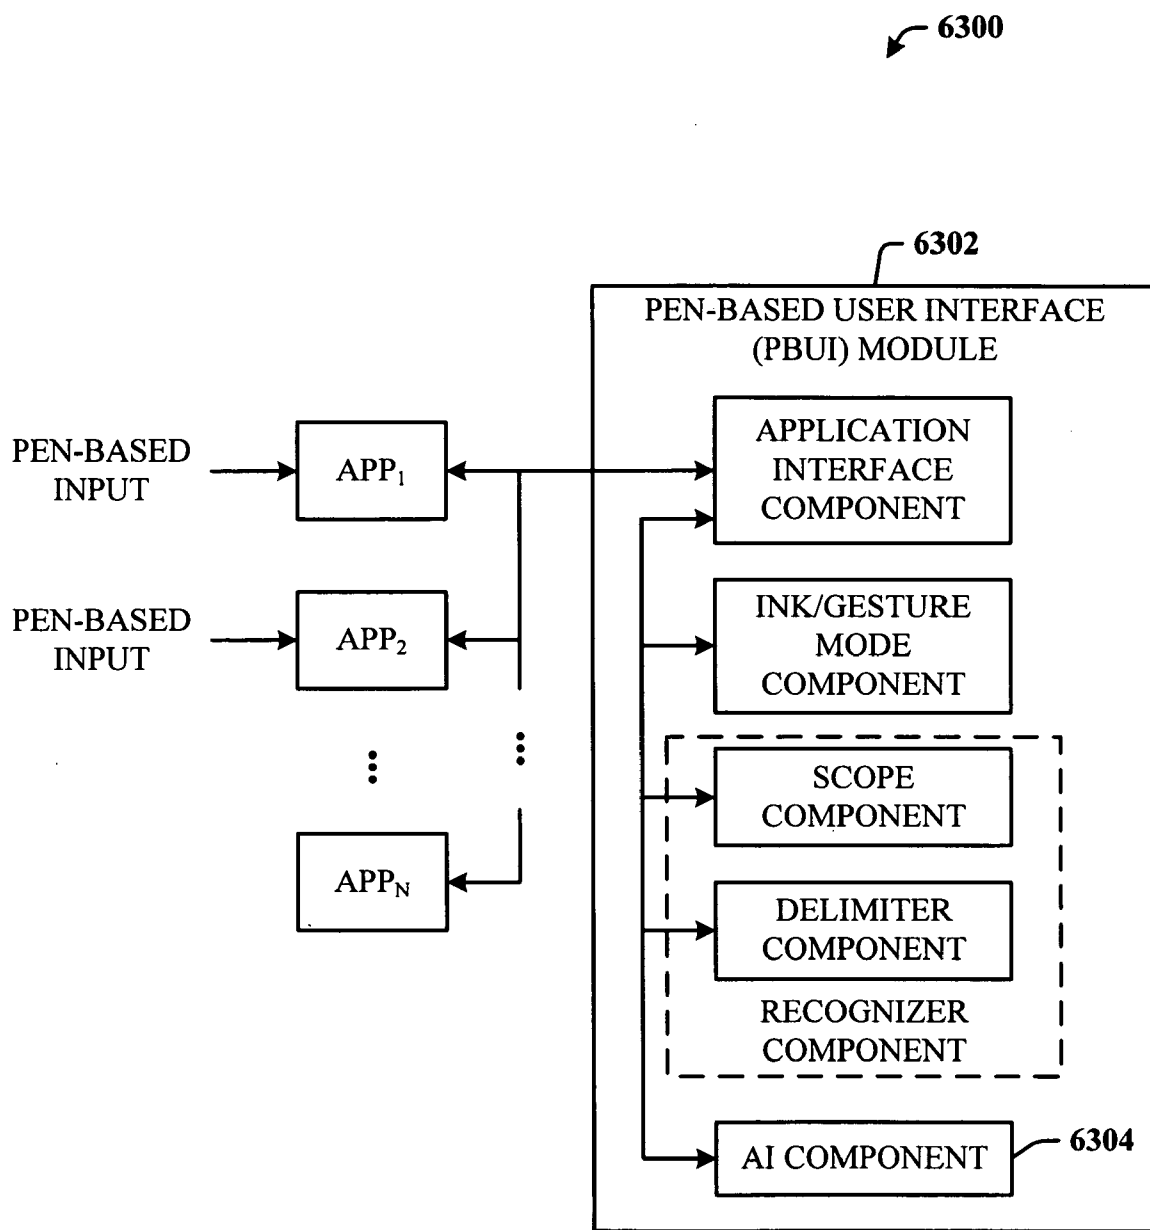 6300
6302
PEN-BASED USER INTERFACE
(PBUI) MODULE
APPLICATION
INTERFACE
COMPONENT
PEN-BASED
INPUT
APP₁
INK/GESTURE
MODE
COMPONENT
PEN-BASED
INPUT
APP₂
SCOPE
COMPONENT
APP_N
DELIMITER
COMPONENT
RECOGNIZER
COMPONENT
AI COMPONENT
6304